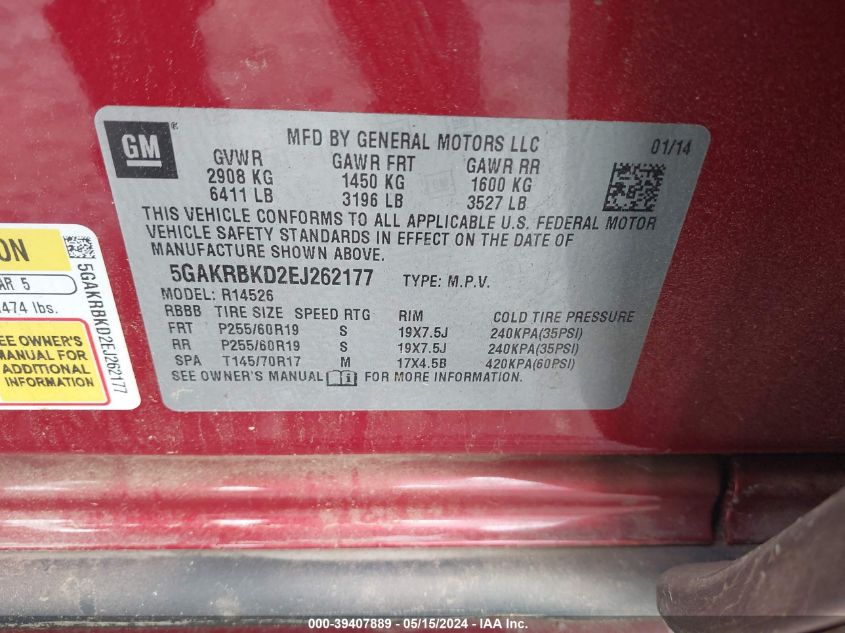 GM ®
MFD BY GENERAL MOTORS LLC 01/14
GVWR GAWR FRT GAWR RR
2908 KG 1450 KG 1600 KG
6411 LB 3196 LB 3527 LB
THIS VEHICLE CONFORMS TO ALL APPLICABLE U.S. FEDERAL MOTOR
VEHICLE SAFETY STANDARDS IN EFFECT ON THE DATE OF
MANUFACTURE SHOWN ABOVE.
5GAKRBKD2EJ262177 TYPE: M.P.V.
MODEL: R14526
RBBB TIRE SIZE SPEED RTG RIM COLD TIRE PRESSURE
FRT P255/60R19 S 19X7.5J 240KPA(35PSI)
RR P255/60R19 S 19X7.5J 240KPA(35PSI)
SPA T145/70R17 M 17X4.5B 420KPA(60PSI)
SEE OWNER'S MANUAL FOR MORE INFORMATION.
ON
AR 5
474 lbs.
SEE OWNER'S
MANUAL FOR
ADDITIONAL
INFORMATION
5GAKRBKD2EJ262177
000-39407889 - 05/15/2024 - IAA Inc.